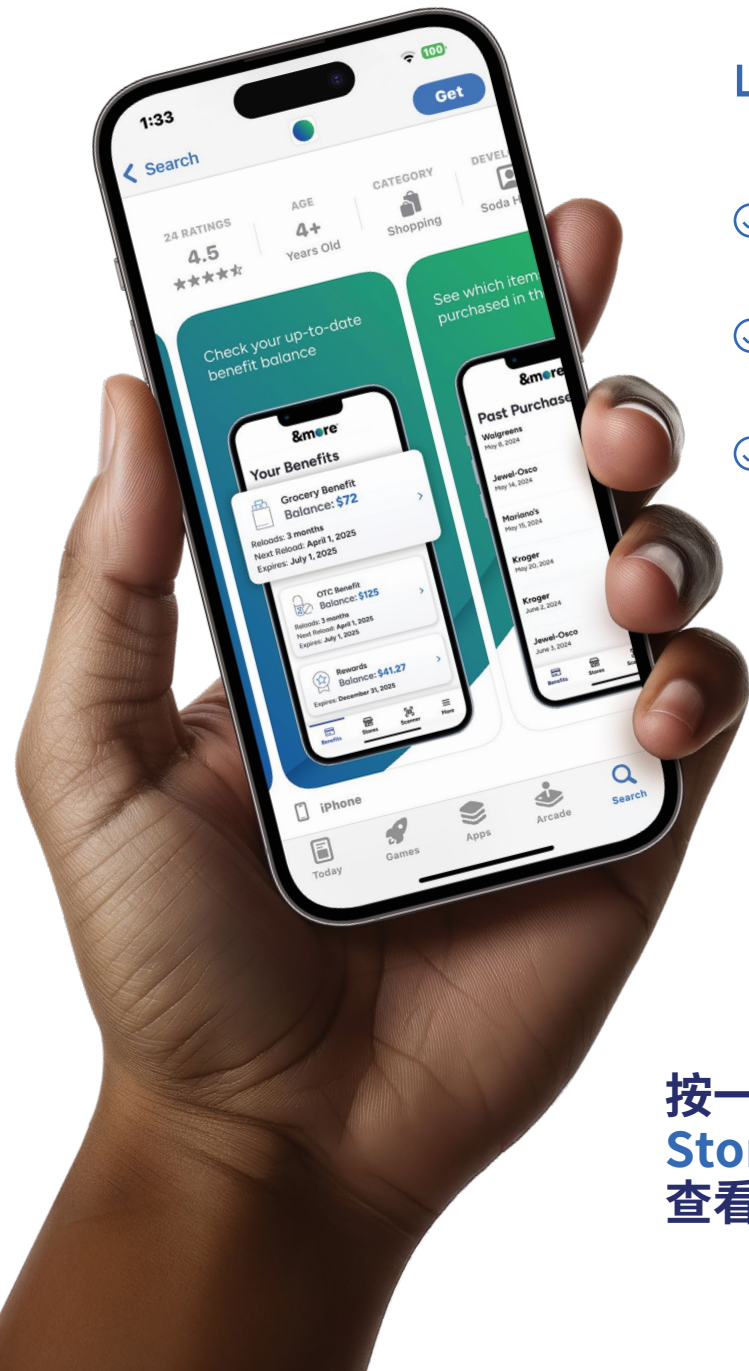 1:33
100
Search
Get
24 RATINGS
4.5
AGE
4+
Years Old
CATEGORY
Shopping
Soda
Check your up-to-date
benefit balance
&more
Your Benefits
Grocery Benefit
Balance: $72
Reloads: 3 months
Next Reload: April 1, 2025
Expires: July 1, 2025
OTC Benefit
Balance: $125
Reloads: 3 months
Next Reload: April 1, 2025
Expires: July 1, 2025
Rewards
Balance: $41.27
Expires: December 31, 2025
Benefits
Stores
Scanner
More
See which item
purchased in th
&more
Past Purchase
Walgreens
May 8, 2024
Jewel-Osco
May 14, 2024
Mariano's
May 15, 2024
Kroger
May 20, 2024
Kroger
June 2, 2024
Jewel-Osco
June 3, 2024
Benefits
Stores
iPhone
Today
Games
Apps
Arcade
Search
L
按一
Stor
查看